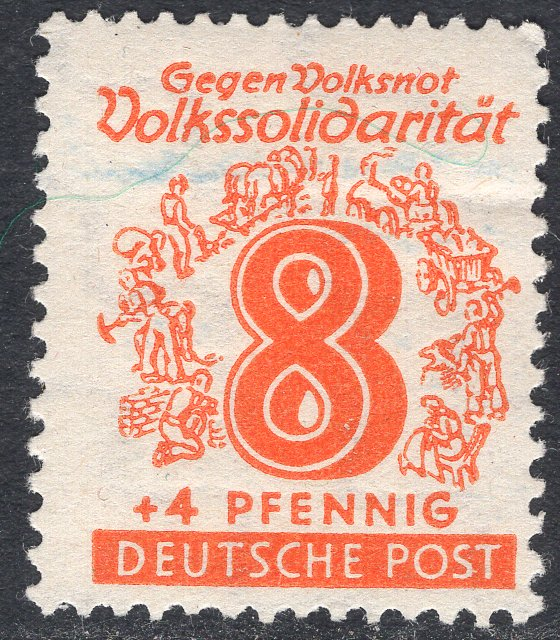 Gegen Volksnot
Volkssolidarität
8
+4 PFENNIG
DEUTSCHE POST